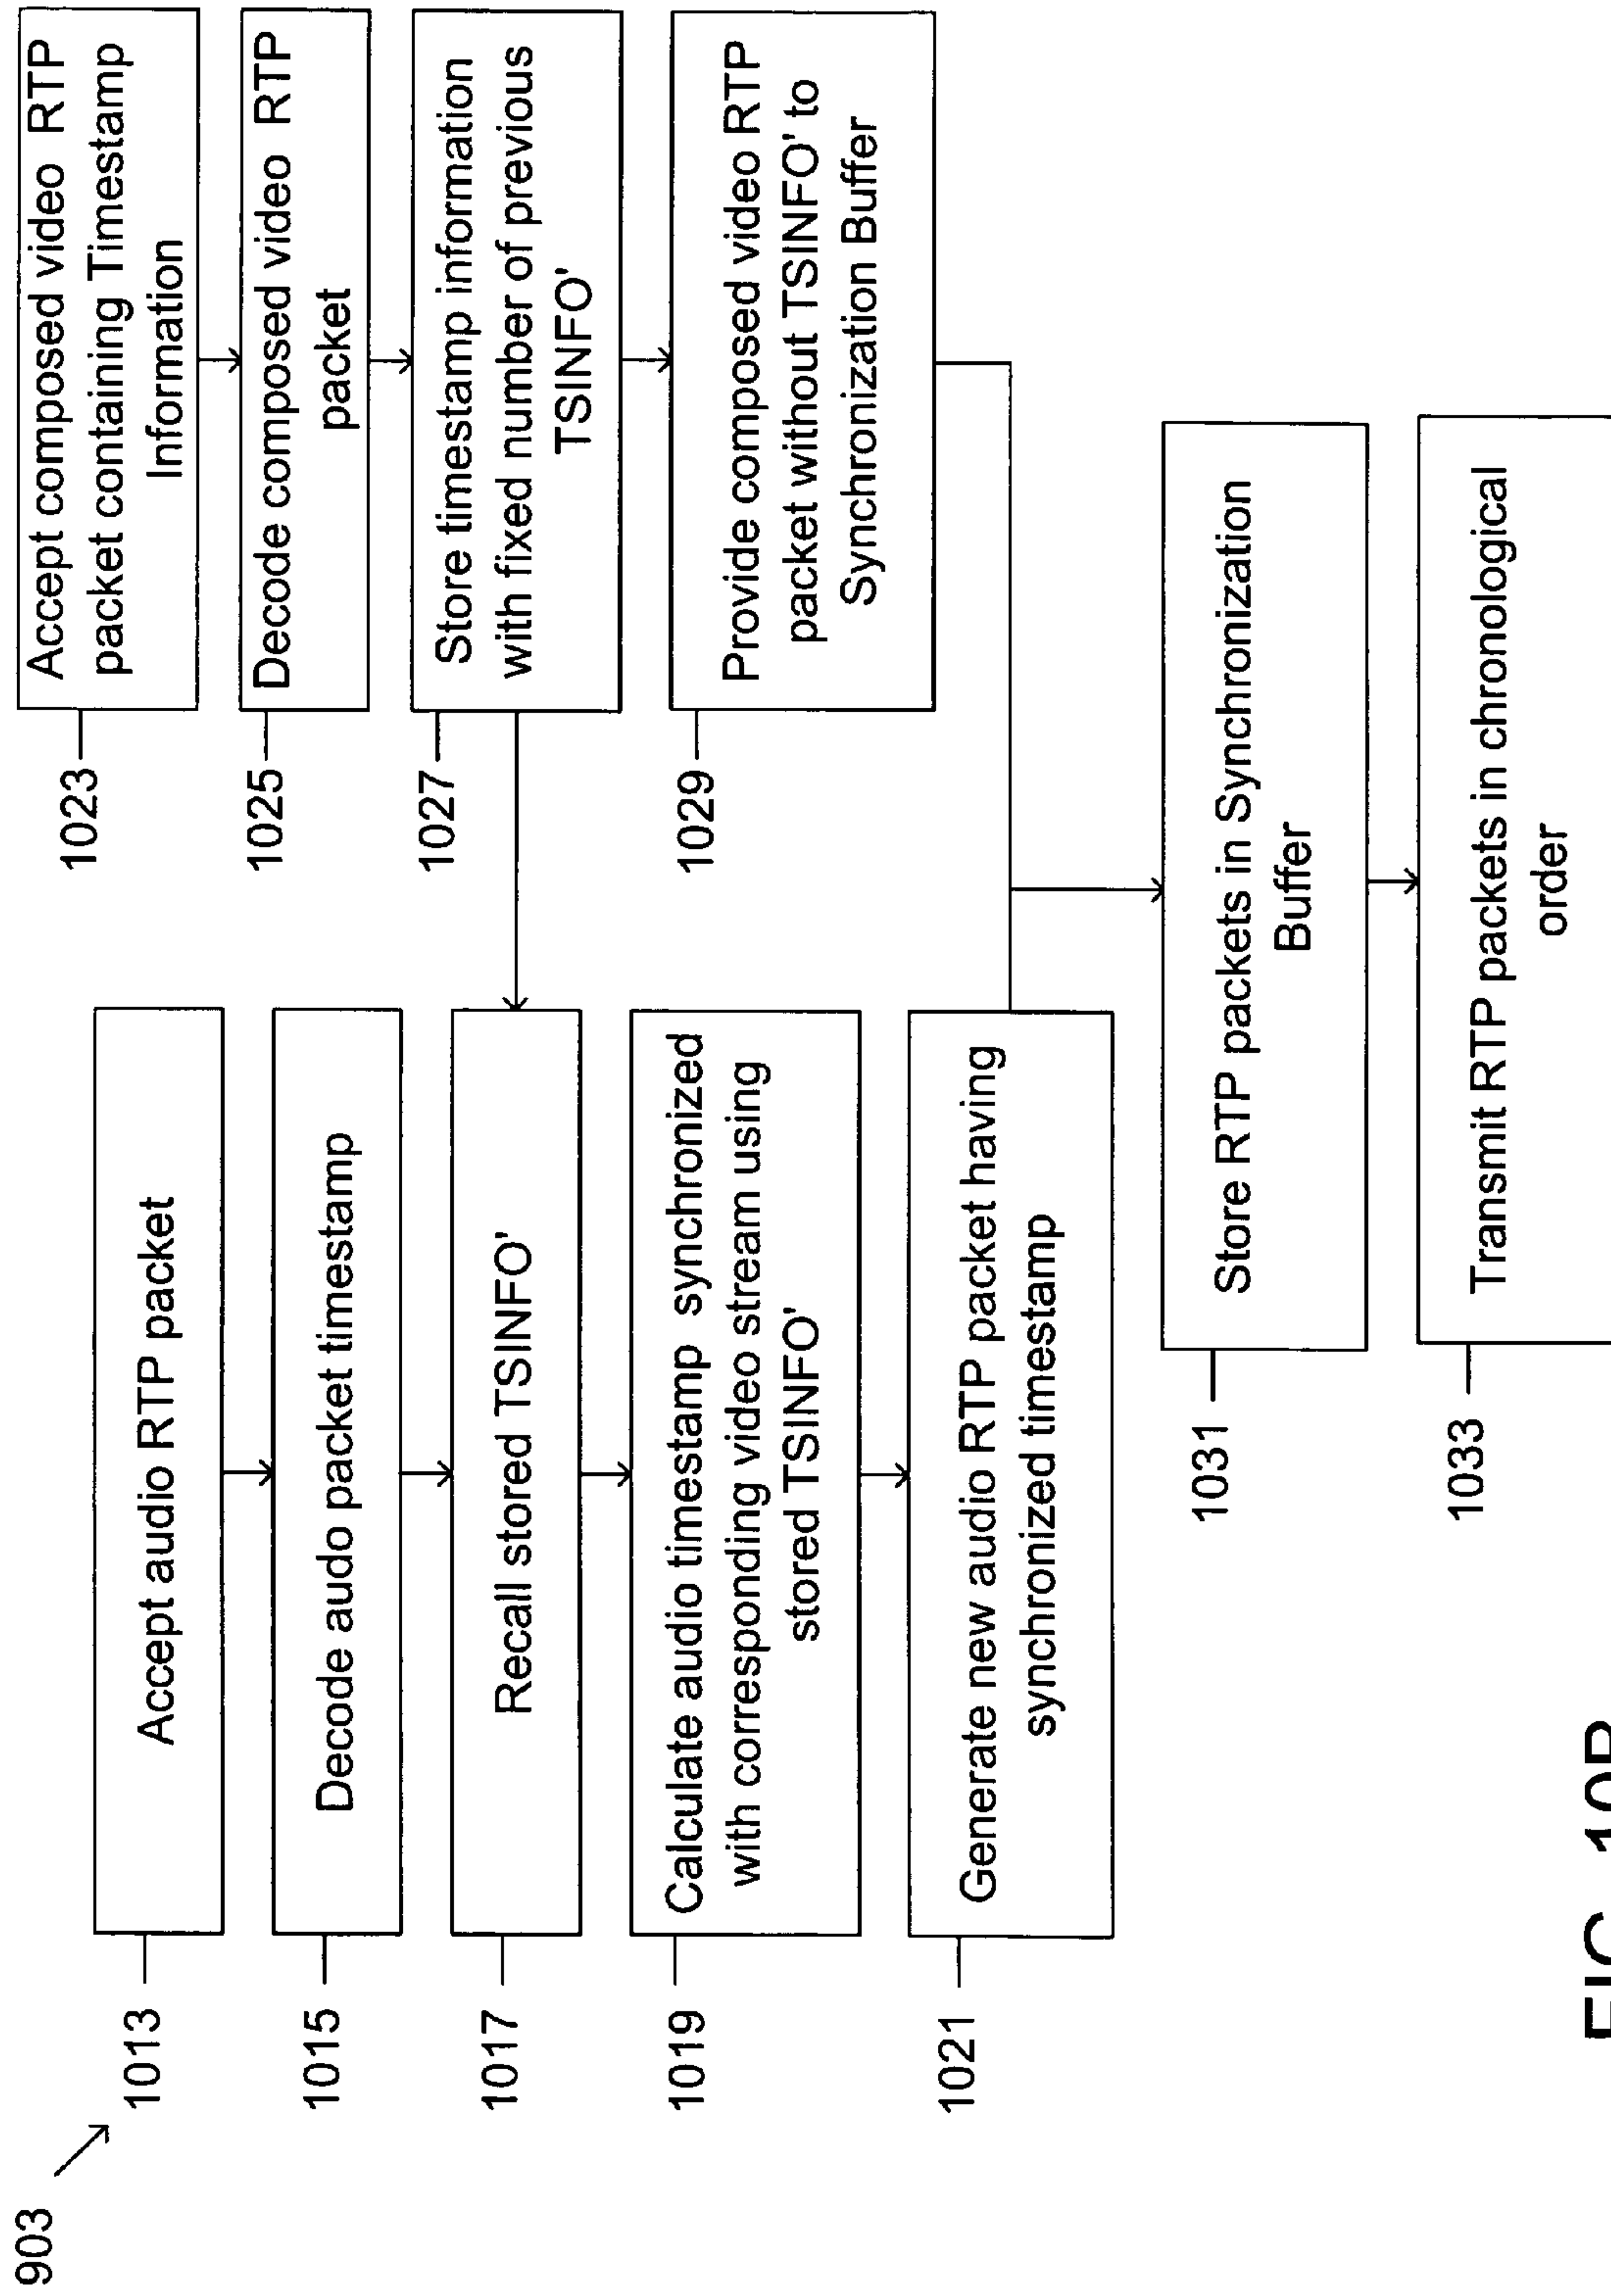 903
1013
Accept audio RTP packet
1015
Decode audo packet timestamp
1017
Recall stored TSINFO'
1019
Calculate audio timestamp synchronized
with corresponding video stream using
stored TSINFO'
1021
Generate new audio RTP packet having
synchronized timestamp
1023
Accept composed video RTP
packet containing Timestamp
Information
1025
Decode composed video RTP
packet
1027
Store timestamp information
with fixed number of previous
TSINFO'
1029
Provide composed video RTP
packet without TSINFO' to
Synchronization Buffer
1031
Store RTP packets in Synchronization
Buffer
1033
Transmit RTP packets in chronological
order
FIG. 10B